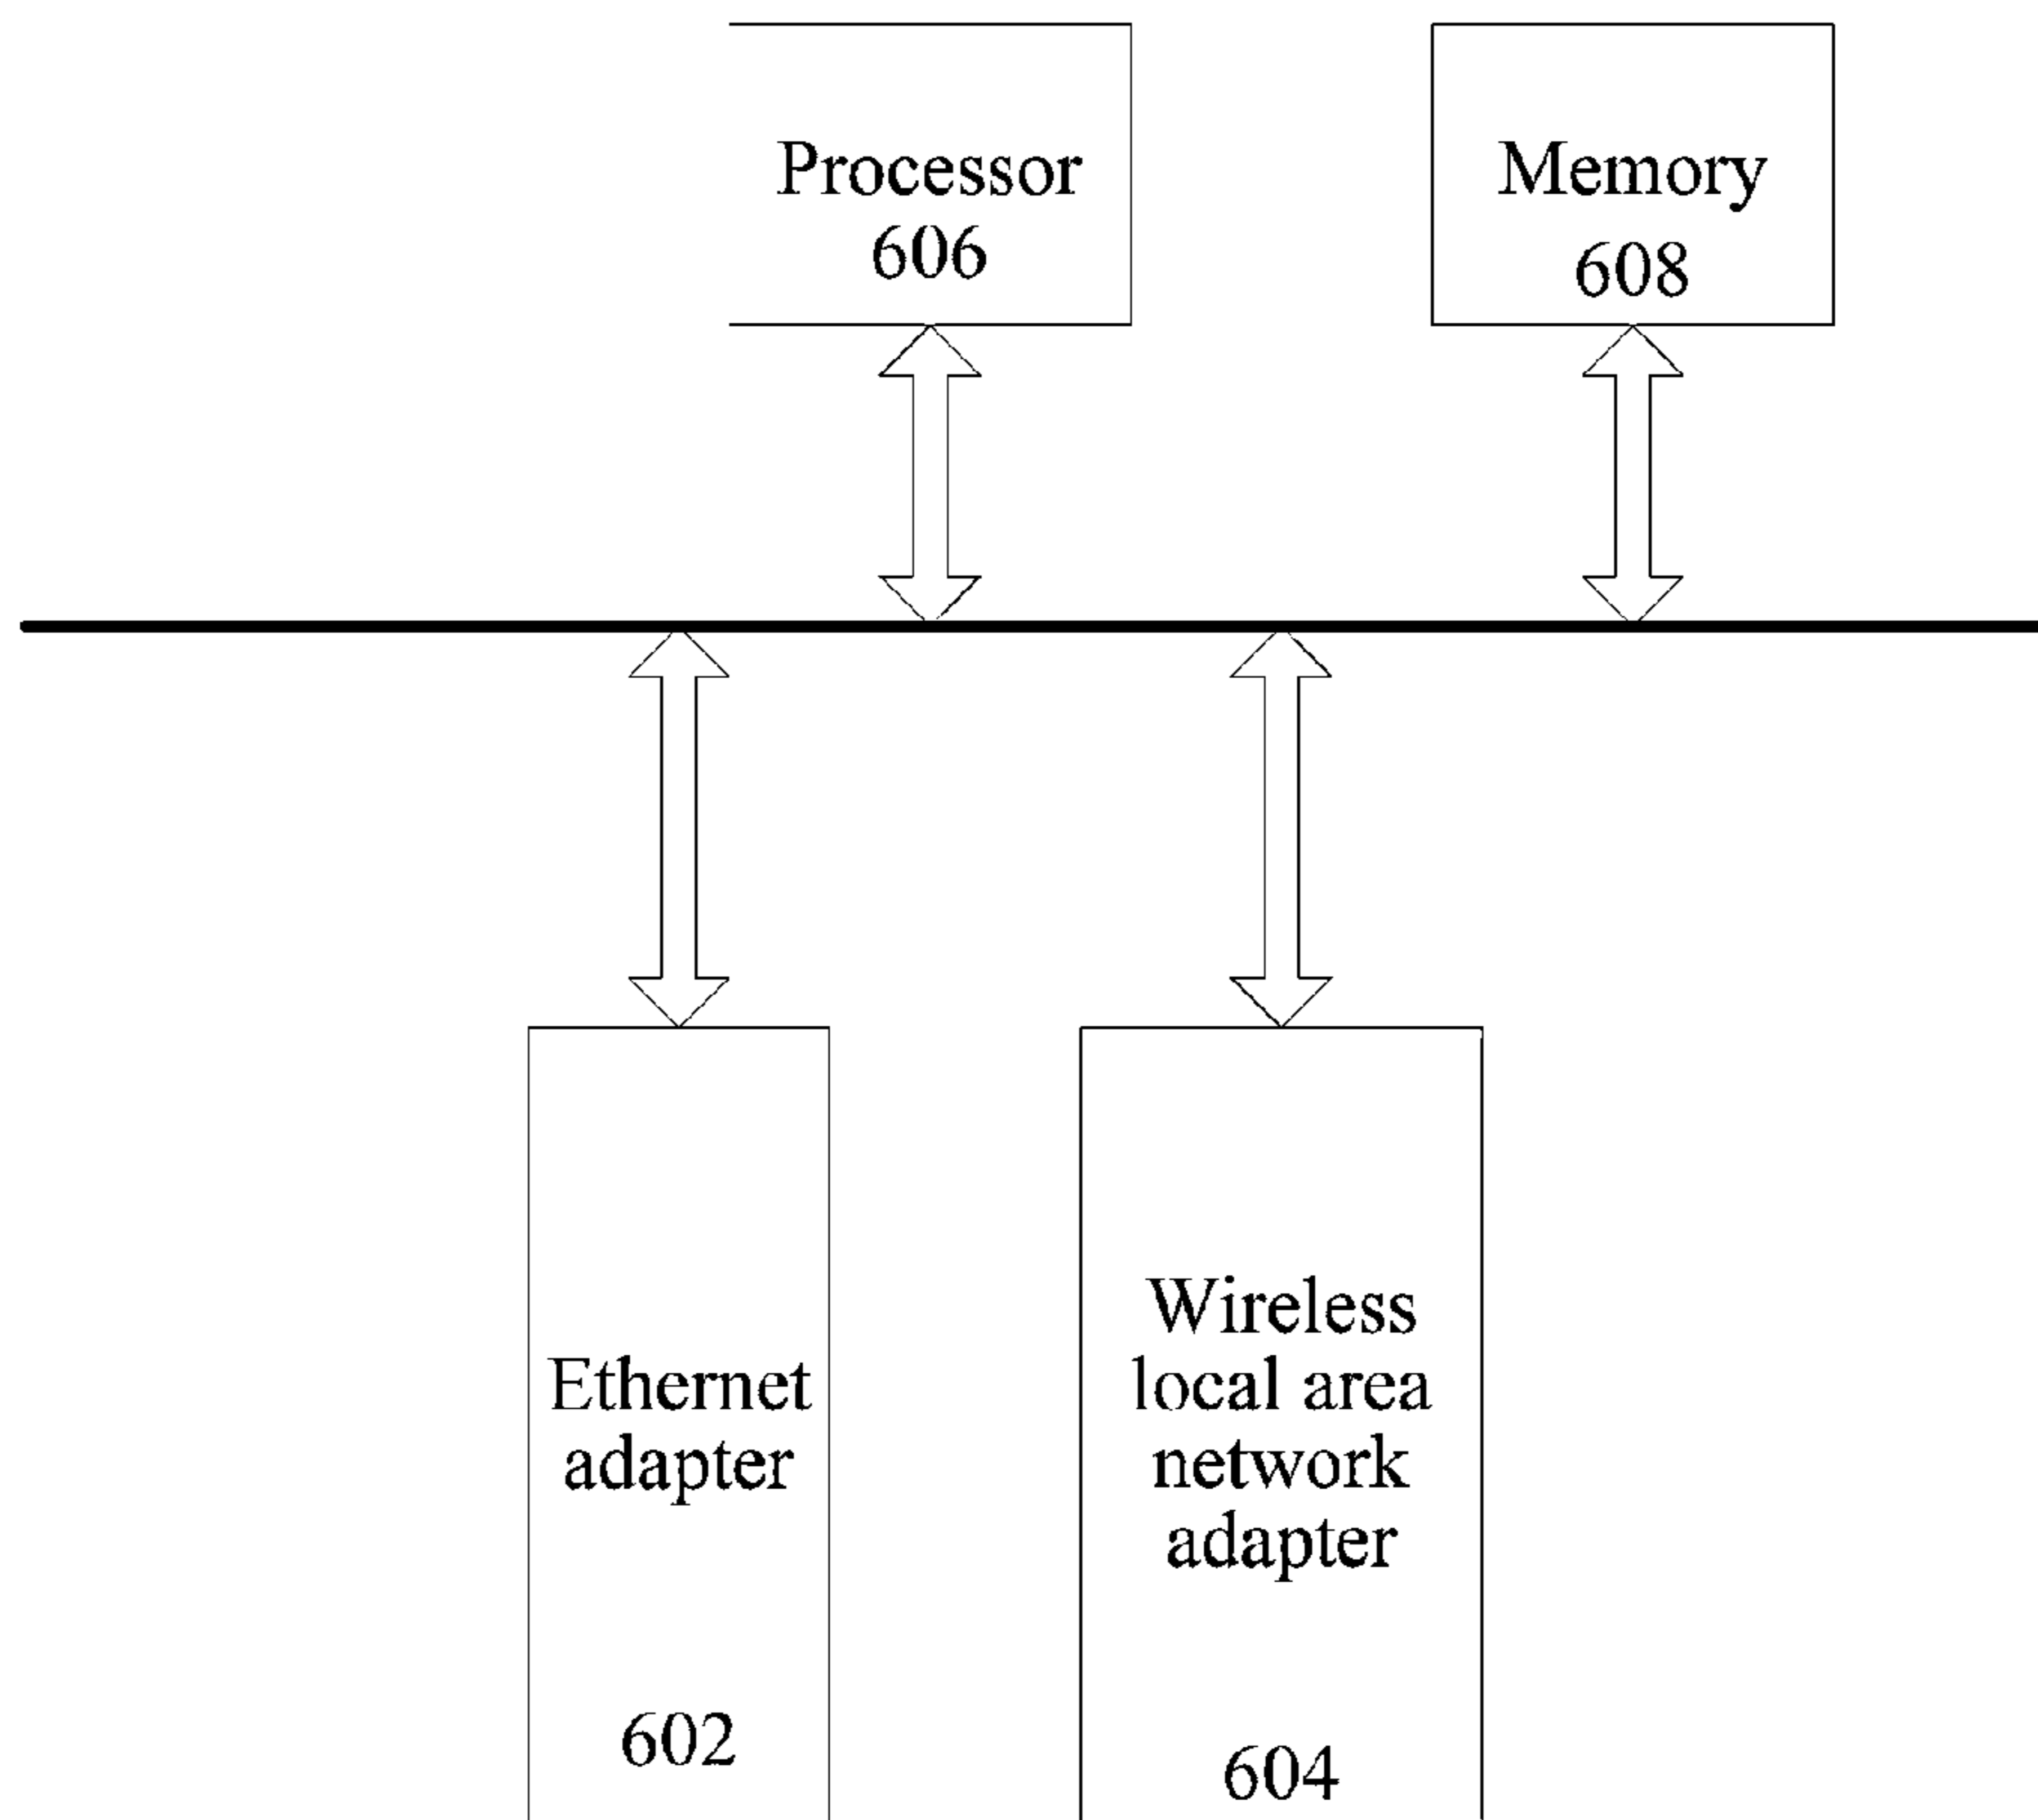 Processor
606
Memory
608
Ethernet
adapter
602
Wireless
local area
network
adapter
604